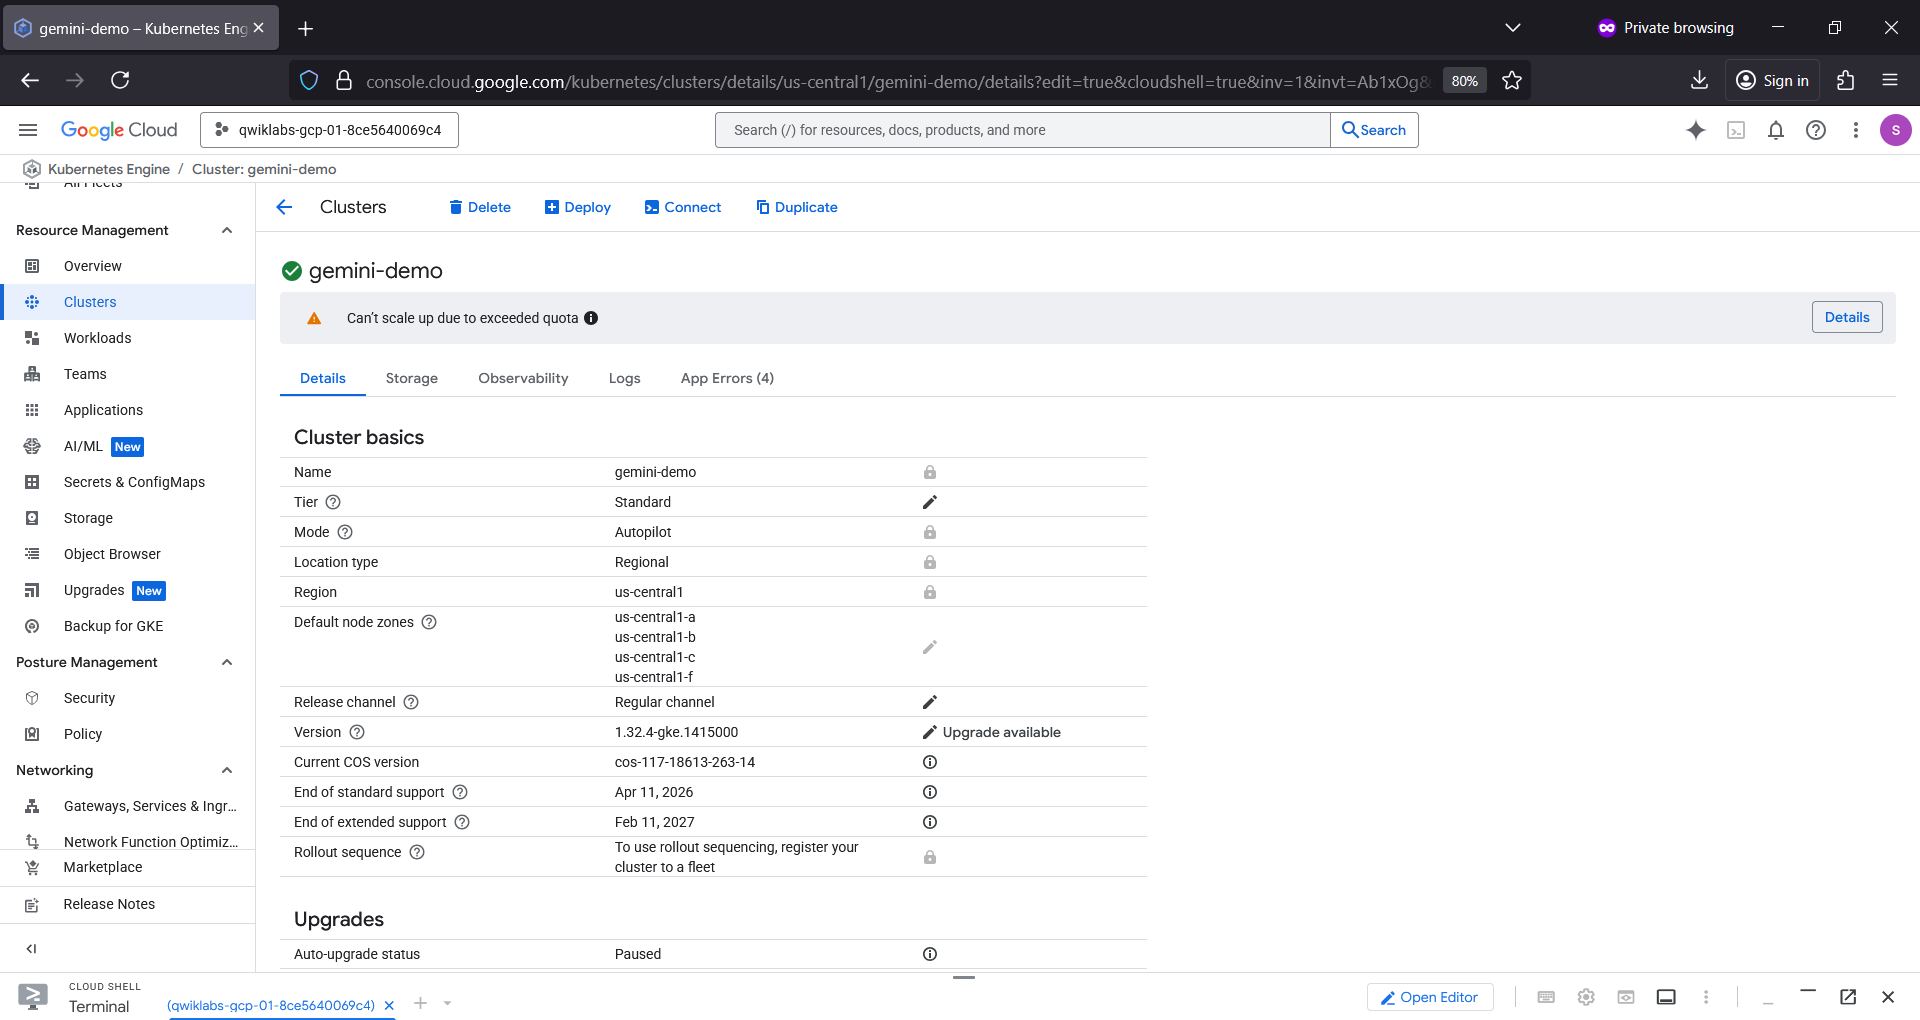 gemini-demo – Kubernetes Eng
Private browsing
console.cloud.google.com/kubernetes/clusters/details/us-central1/gemini-demo/details?edit=true&cloudshell=true&inv=1&invt=Ab1xOg&
80%
Sign in
Google Cloud
qwiklabs-gcp-01-8ce5640069c4
Search (/) for resources, docs, products, and more
Search
S
Kubernetes Engine / Cluster: gemini-demo
All Fleets
Resource Management
Overview
Clusters
Workloads
Teams
Applications
AI/ML New
Secrets & ConfigMaps
Storage
Object Browser
Upgrades New
Backup for GKE
Posture Management
Security
Policy
Networking
Gateways, Services & Ingr...
Network Function Optimiz...
Marketplace
Release Notes
Clusters
Delete
Deploy
Connect
Duplicate
gemini-demo
Can't scale up due to exceeded quota
Details
Details
Storage
Observability
Logs
App Errors (4)
Cluster basics
Name gemini-demo
Tier Standard
Mode Autopilot
Location type Regional
Region us-central1
Default node zones us-central1-a
us-central1-b
us-central1-c
us-central1-f
Release channel Regular channel
Version 1.32.4-gke.1415000 Upgrade available
Current COS version cos-117-18613-263-14
End of standard support Apr 11, 2026
End of extended support Feb 11, 2027
Rollout sequence To use rollout sequencing, register your
cluster to a fleet
Upgrades
Auto-upgrade status Paused
CLOUD SHELL
Terminal
(qwiklabs-gcp-01-8ce5640069c4)
Open Editor